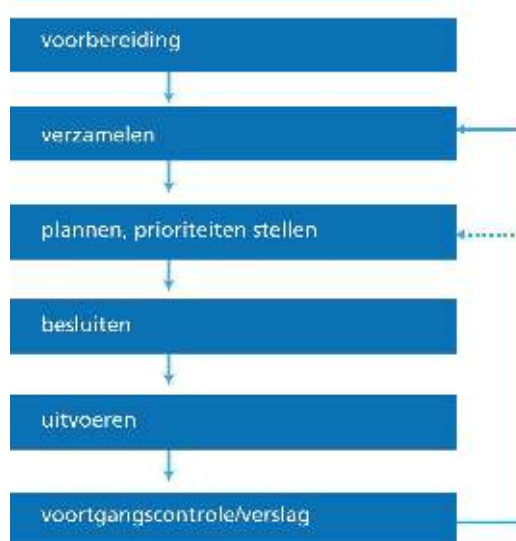 voorbereiding
verzamelen
plannen, prioriteiten stellen
besluiten
uitvoeren
voortgangscontrole/verslag